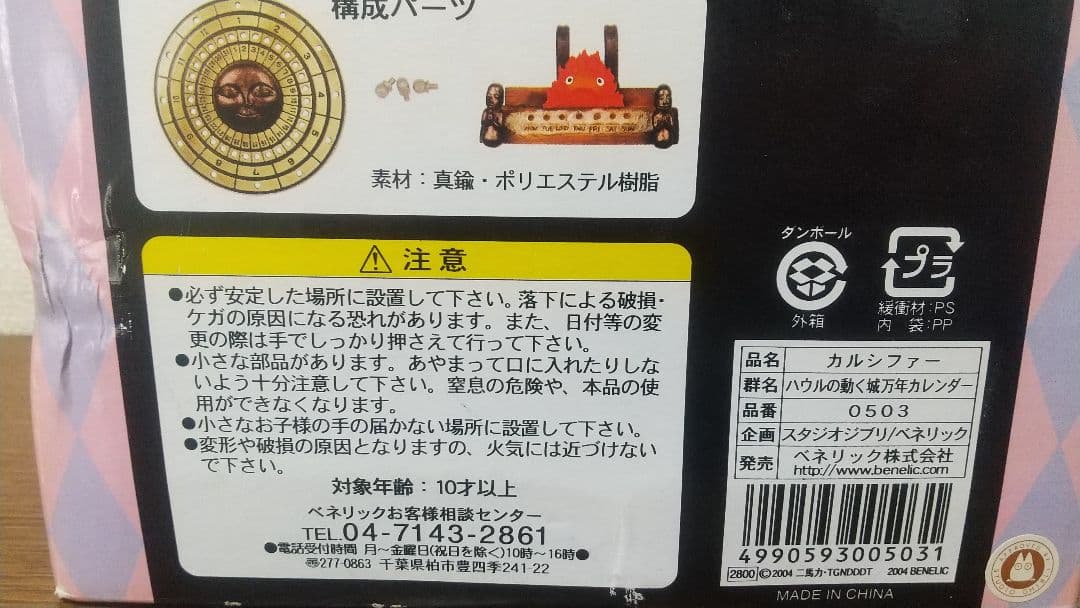 構成パーツ
素材：真鍮・ポリエステル樹脂
⚠注意
●必ず安定した場所に設置して下さい。落下による破損・
ケガの原因になる恐れがあります。また、日付等の変
更の際は手でしっかり押さえて行って下さい。
●小さな部品があります。あやまって口に入れたりしな
いよう十分注意して下さい。窒息の危険や、本品の使
用ができなくなります。
●小さなお子様の手の届かない場所に設置して下さい。
●変形や破損の原因となりますの、火気には近づけない
で下さい。
対象年齢：10才以上
ベネリックお客様相談センター
TEL.04-7143-2861
●電話受付時間 月～金曜日(祝日を除く)10時～16時●
〒277-0863 千葉県柏市豊四季241-22
ダンボール
外箱
プラ
緩衝材：PS
内 袋：PP
品名 カルシファー
群名 ハウルの動く城万年カレンダー
品番 0503
企画 スタジオジブリ/ベネリック
発売 ベネリック株式会社
http://www.benelic.com
4990593005031
2800 ©2004 二馬力・TGNDDDT 2004 BENELIC
MADE IN CHINA